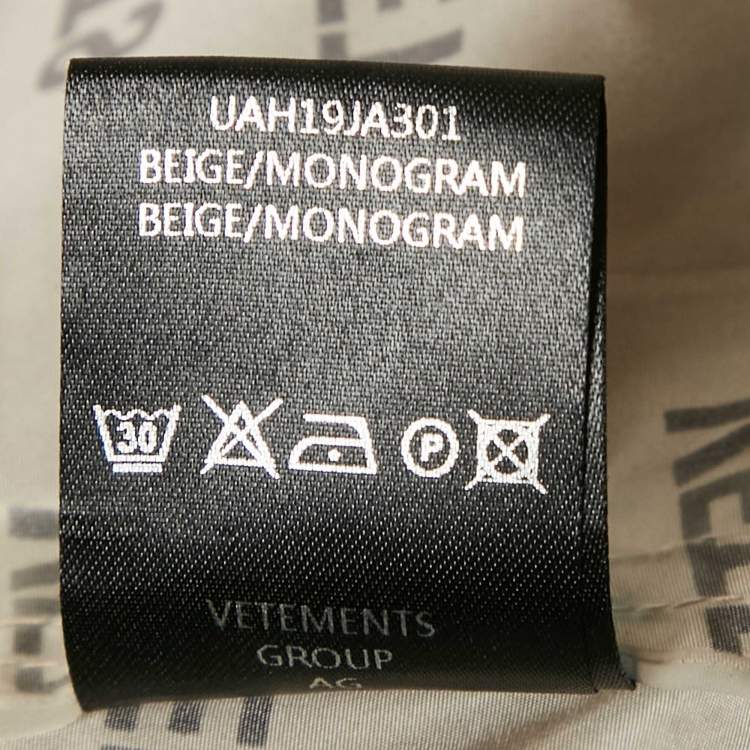 UAH19JA301
BEIGE/MONOGRAM
BEIGE/MONOGRAM
30
P
VETEMENTS
GROUP
AG